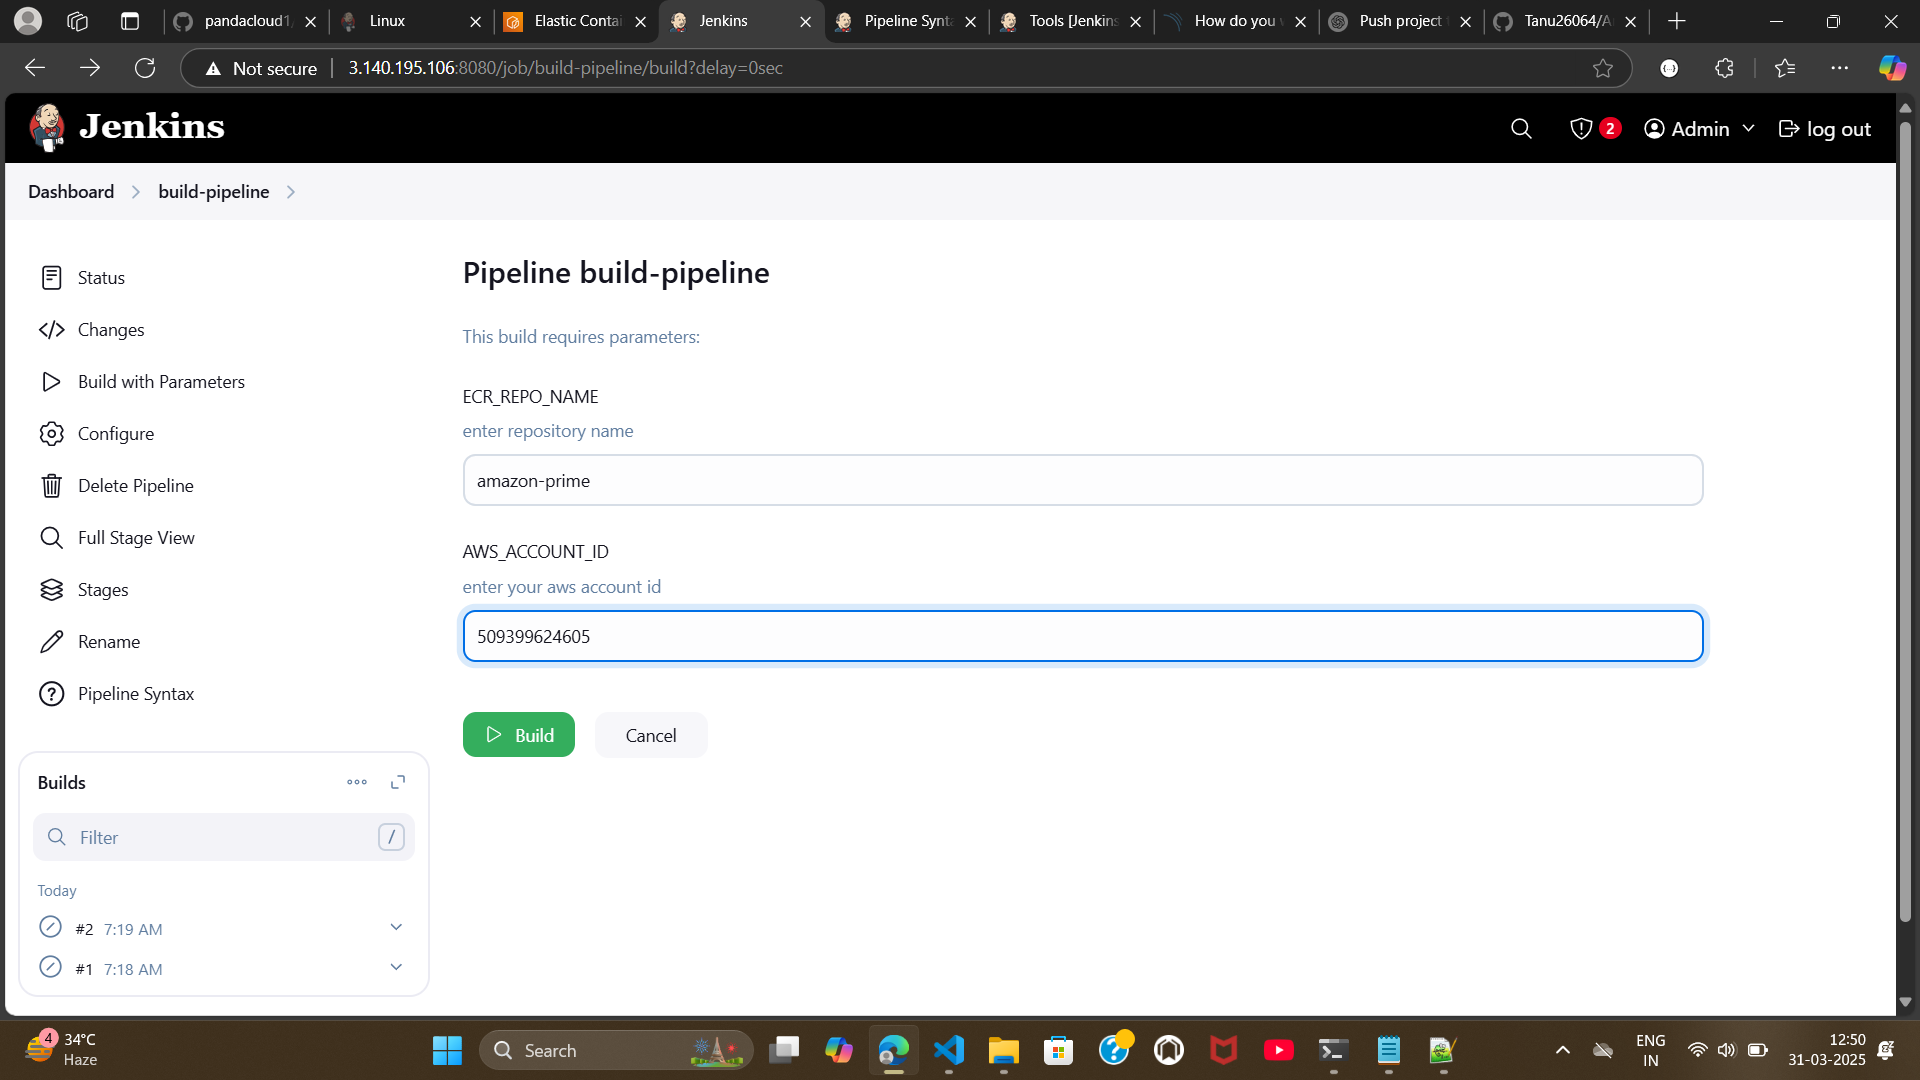 pandacloud1
Linux
Elastic Contai
Jenkins
Pipeline Synta
Tools [Jenkins
How do you
Push project
Tanu26064/A
Not secure
3.140.195.106:8080/job/build-pipeline/build?delay=0sec
Jenkins
2
Admin
log out
Dashboard
build-pipeline
Status
Changes
Build with Parameters
Configure
Delete Pipeline
Full Stage View
Stages
Rename
Pipeline Syntax
Pipeline build-pipeline
This build requires parameters:
ECR_REPO_NAME
enter repository name
amazon-prime
AWS_ACCOUNT_ID
enter your aws account id
509399624605
Build
Cancel
Builds
Filter
/
Today
#2 7:19 AM
#1 7:18 AM
4
34°C
Haze
Search
ENG
IN
12:50
31-03-2025